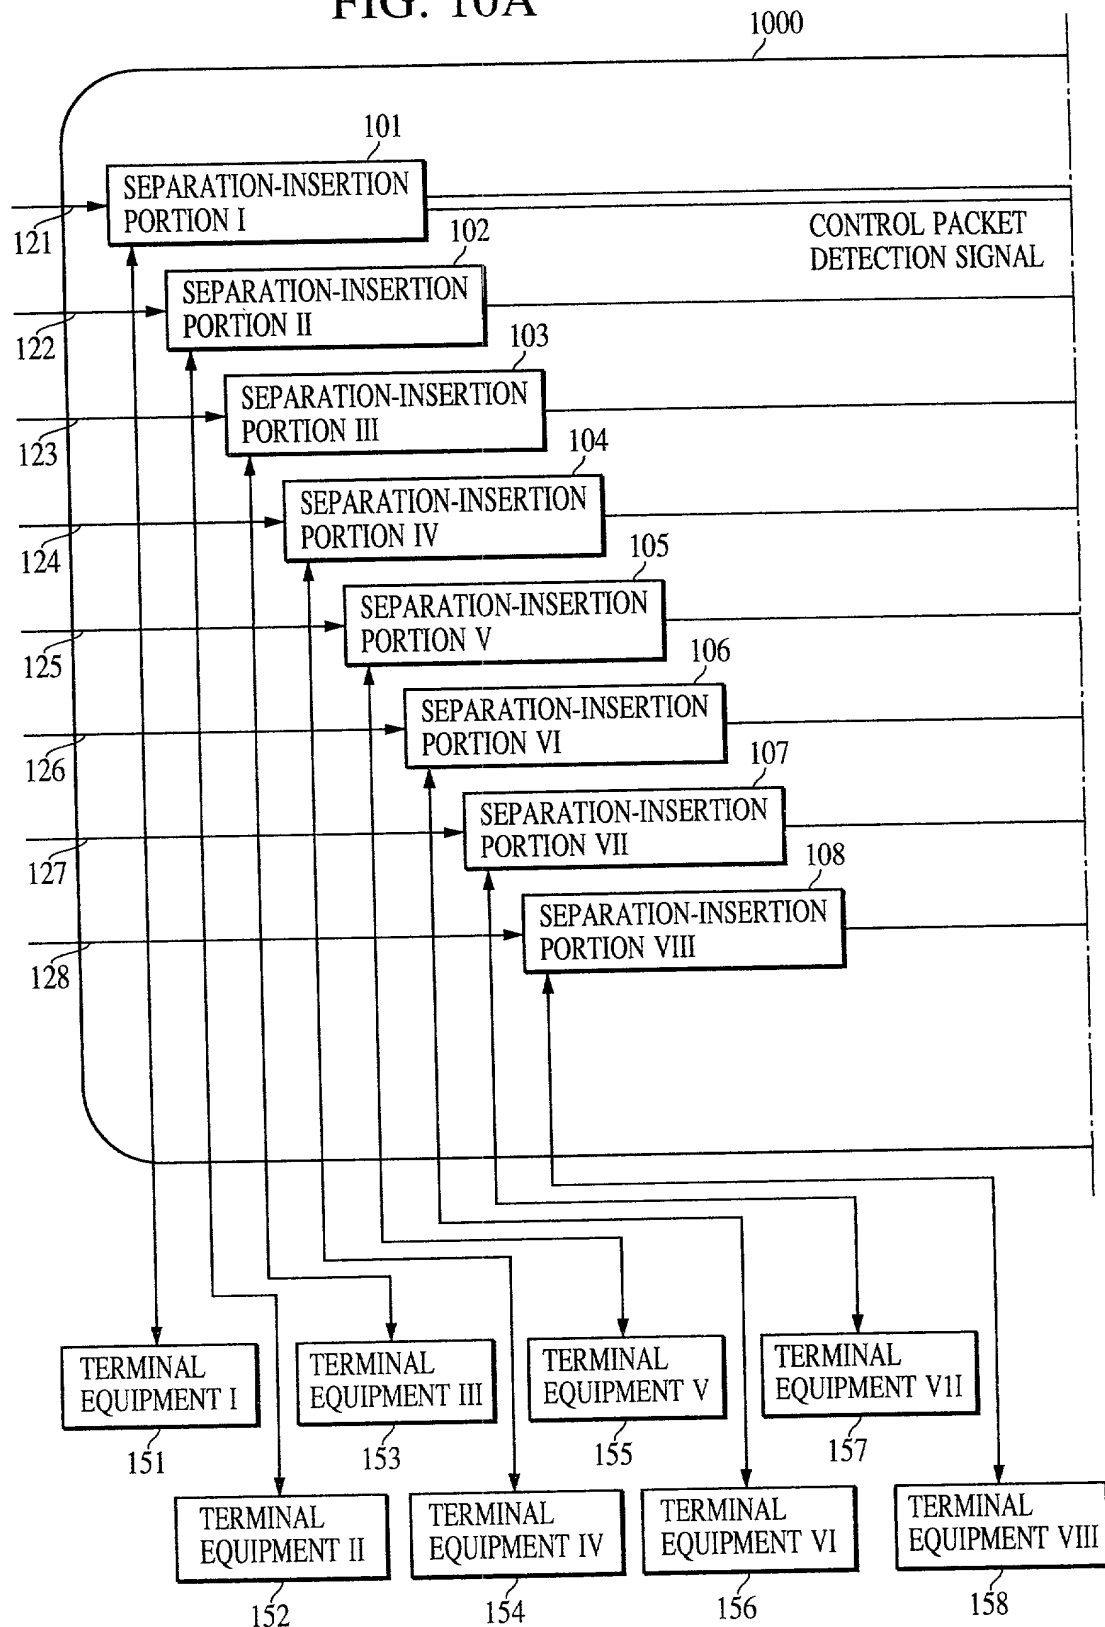 FIG. 10A
1000
101
SEPARATION-INSERTION
PORTION I
121
CONTROL PACKET
DETECTION SIGNAL
102
SEPARATION-INSERTION
PORTION II
122
103
SEPARATION-INSERTION
PORTION III
123
104
SEPARATION-INSERTION
PORTION IV
124
105
SEPARATION-INSERTION
PORTION V
125
106
SEPARATION-INSERTION
PORTION VI
126
107
SEPARATION-INSERTION
PORTION VII
127
108
SEPARATION-INSERTION
PORTION VIII
128
TERMINAL
EQUIPMENT I
151
TERMINAL
EQUIPMENT III
153
TERMINAL
EQUIPMENT V
155
TERMINAL
EQUIPMENT V1I
157
TERMINAL
EQUIPMENT II
152
TERMINAL
EQUIPMENT IV
154
TERMINAL
EQUIPMENT VI
156
TERMINAL
EQUIPMENT VIII
158